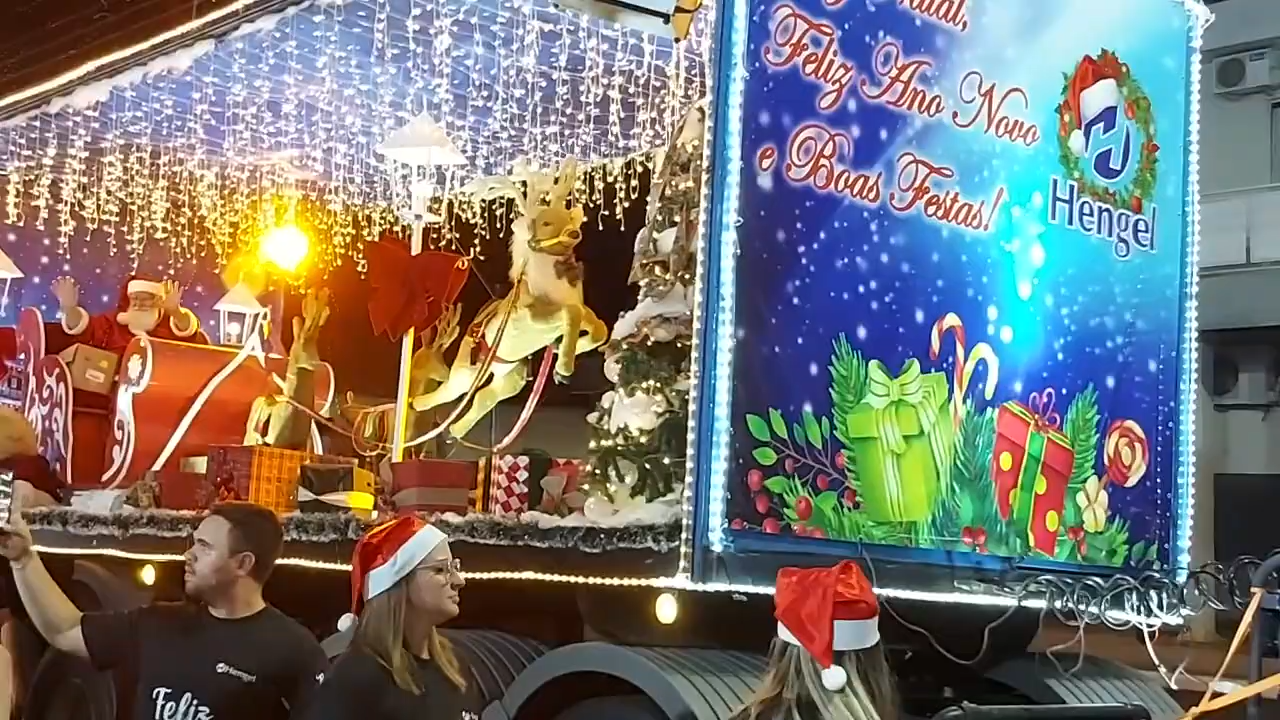 Feliz Ano Novo
e Boas Festas!
Hengel
Hengel
Feliz